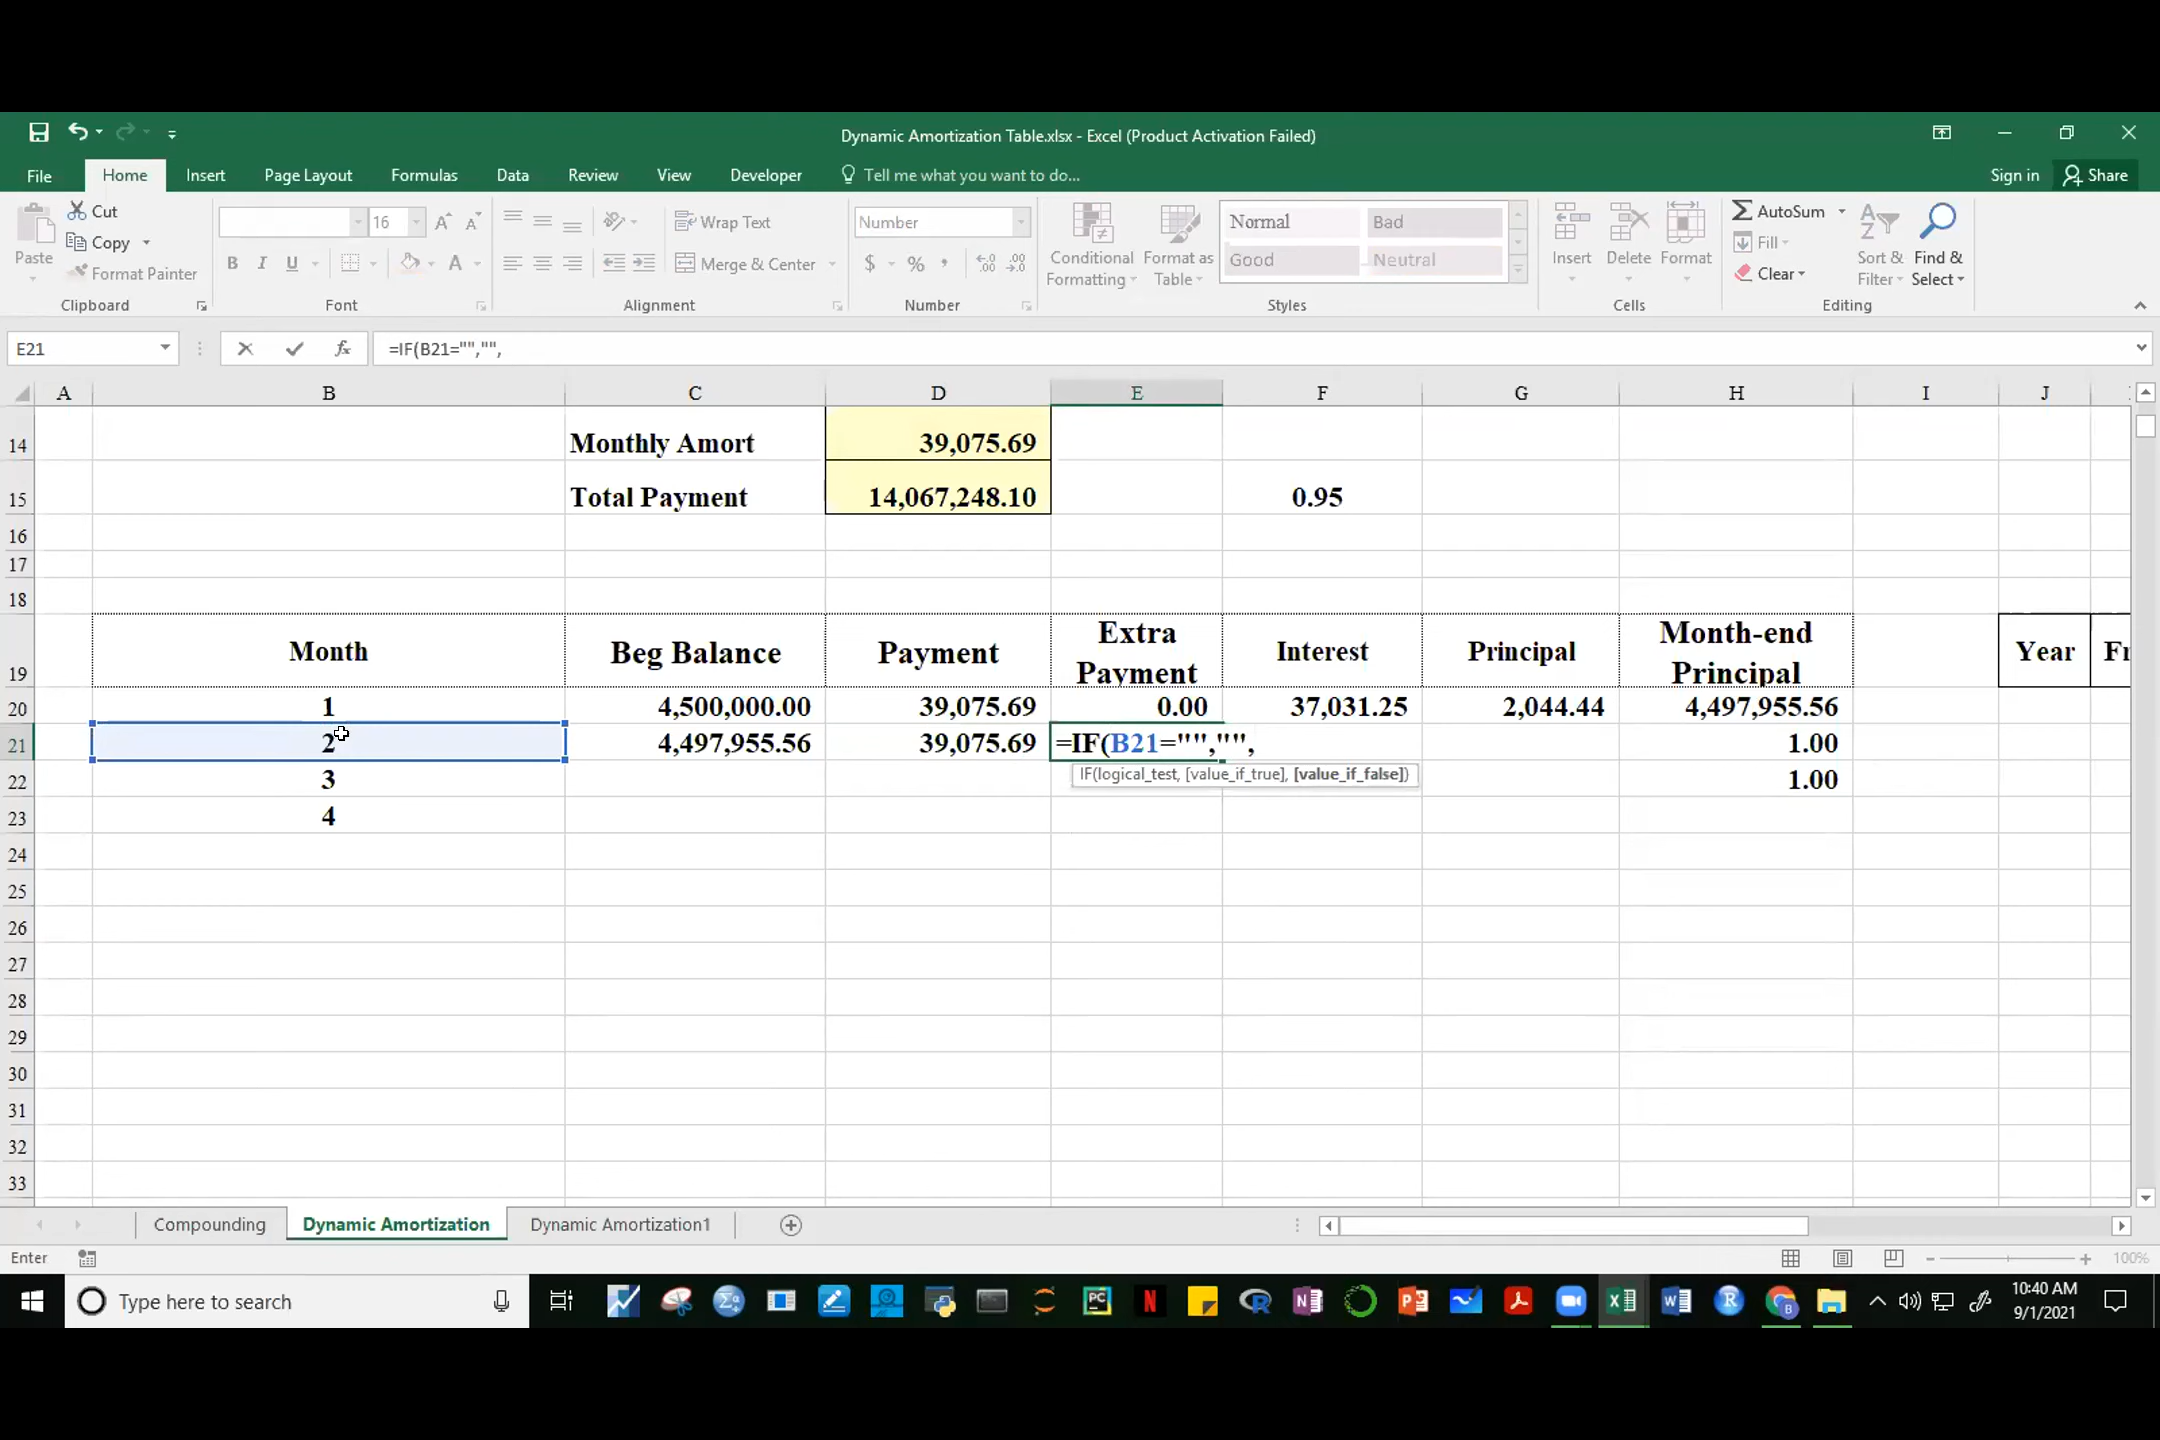 Dynamic Amortization Table.xlsx - Excel (Product Activation Failed)
File Home Insert Page Layout Formulas Data Review View Developer Tell me what you want to do... Sign in Share
Paste
Cut
Copy
Format Painter
Clipboard
16
B I U
A
Font
Wrap Text
Merge & Center
Alignment
Number
$ % ,
Number
Conditional Formatting
Format as Table
Normal Bad
Good Neutral
Styles
Insert Delete Format
Cells
AutoSum
Fill
Clear
Sort & Filter
Find & Select
Editing
E21 fx =IF(B21="","",
A B C D E F G H I J
14 Monthly Amort 39,075.69
15 Total Payment 14,067,248.10 0.95
16
17
18
19 Month Beg Balance Payment Extra Payment Interest Principal Month-end Principal Year Fr
20 1 4,500,000.00 39,075.69 0.00 37,031.25 2,044.44 4,497,955.56
21 2 4,497,955.56 39,075.69 =IF(B21="","", 1.00
IF(logical_test, [value_if_true], [value_if_false])
22 3 1.00
23 4
24
25
26
27
28
29
30
31
32
33
Compounding Dynamic Amortization Dynamic Amortization1
Enter 100%
Type here to search
10:40 AM
9/1/2021